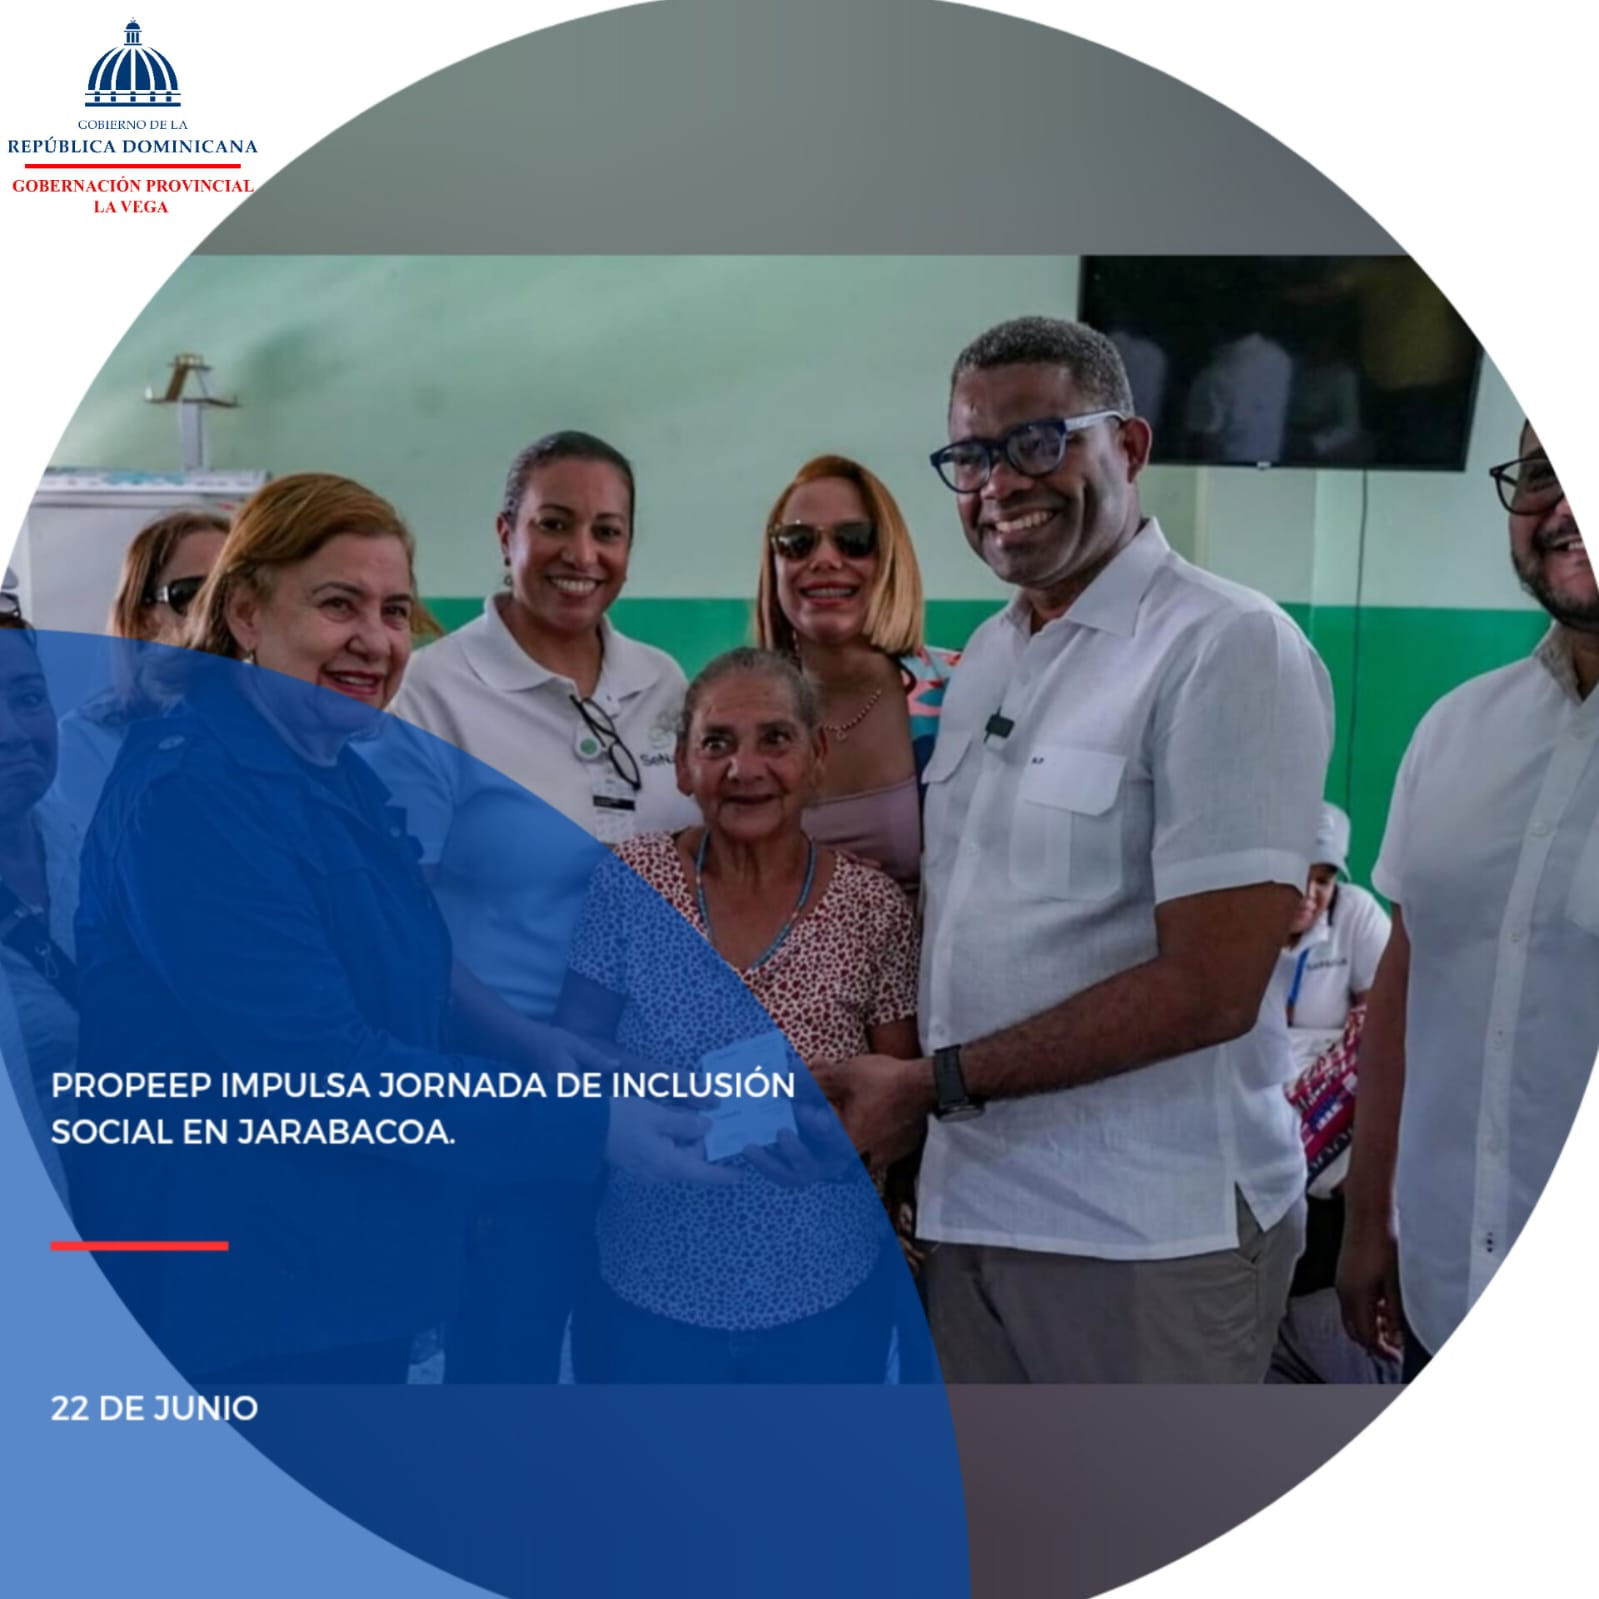 GOBIERNO DE LA
REPÚBLICA DOMINICANA
GOBERNACIÓN PROVINCIAL
LA VEGA
PROPEEP IMPULSA JORNADA DE INCLUSIÓN
SOCIAL EN JARABACOA.
22 DE JUNIO